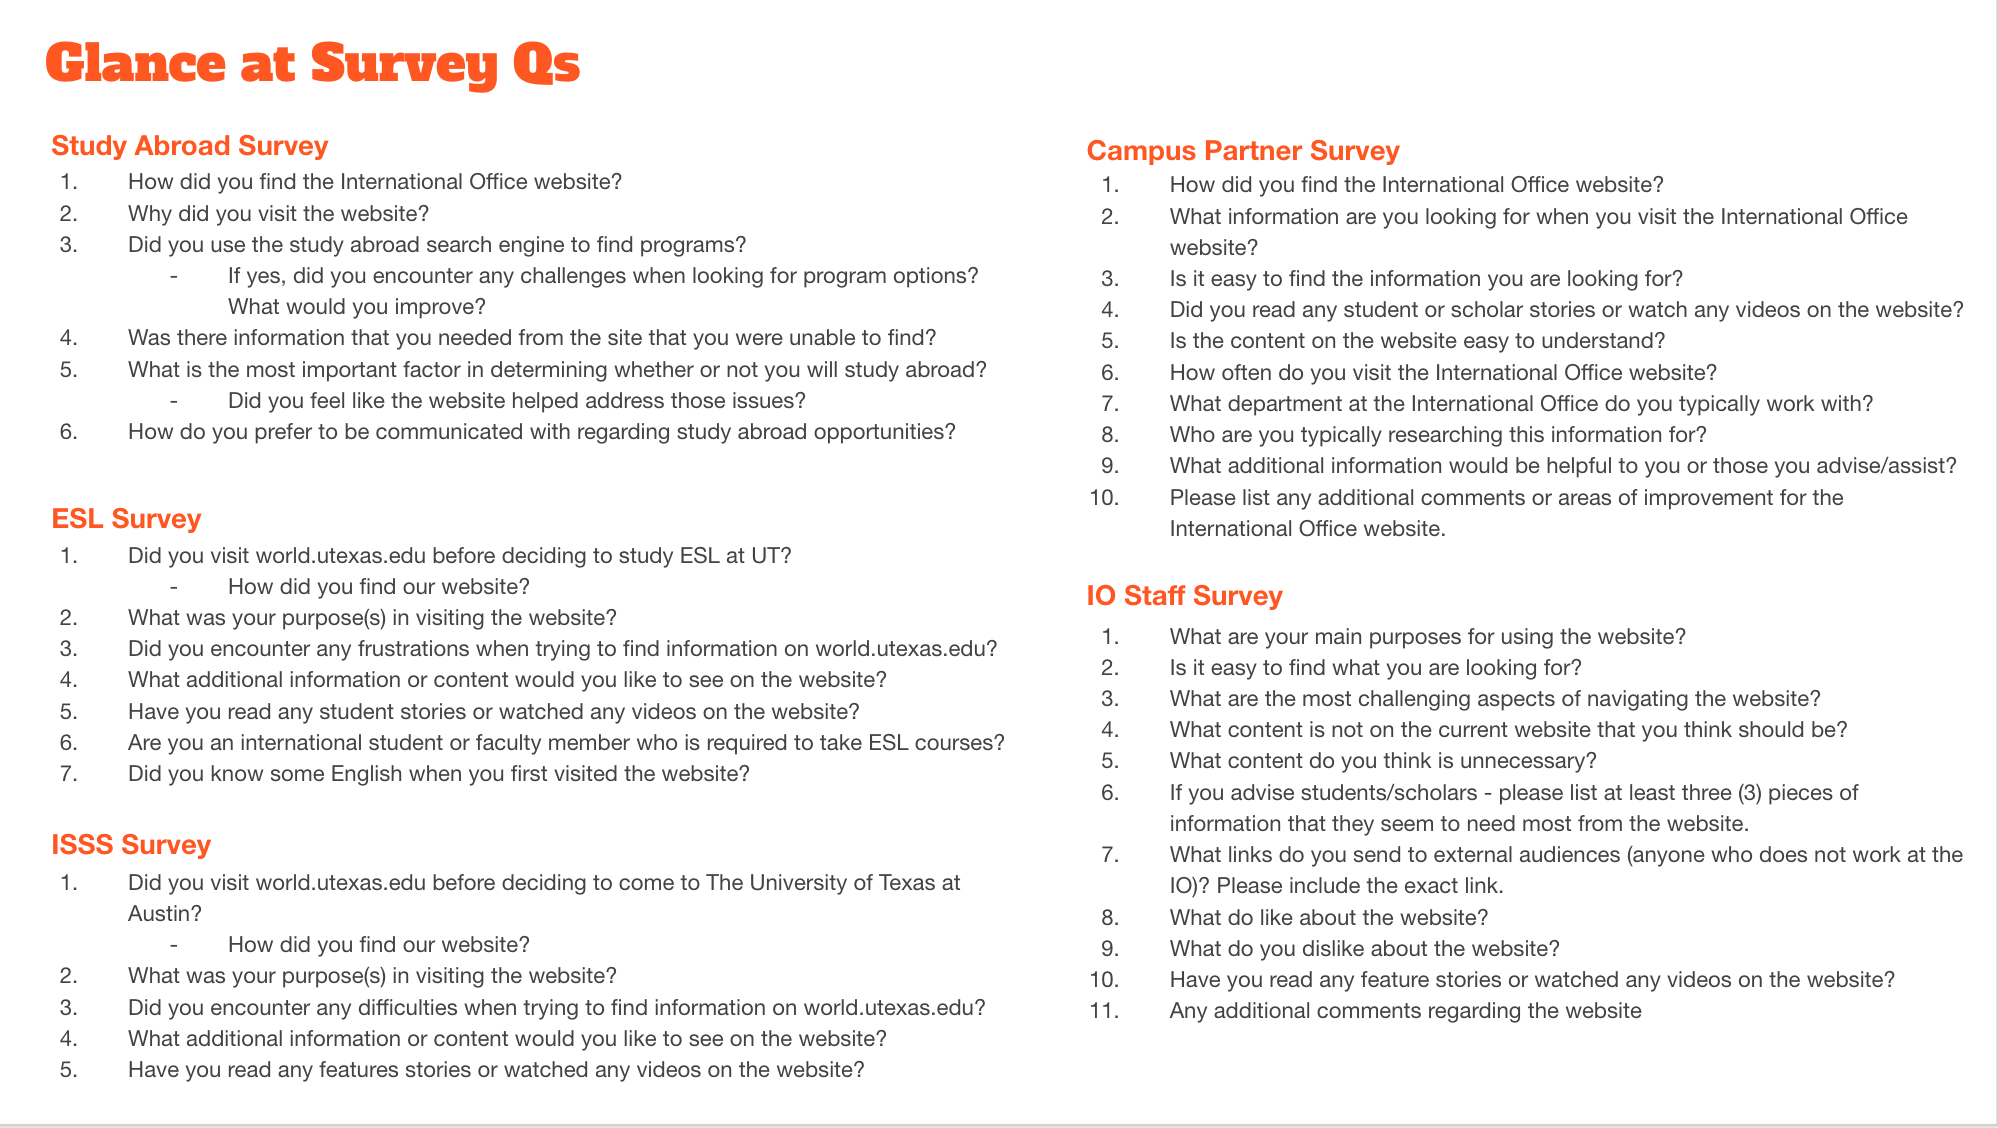 Glance at Survey Qs
Study Abroad Survey
1. How did you find the International Office website?
2. Why did you visit the website?
3. Did you use the study abroad search engine to find programs?
- If yes, did you encounter any challenges when looking for program options?
What would you improve?
4. Was there information that you needed from the site that you were unable to find?
5. What is the most important factor in determining whether or not you will study abroad?
- Did you feel like the website helped address those issues?
6. How do you prefer to be communicated with regarding study abroad opportunities?
ESL Survey
1. Did you visit world.utexas.edu before deciding to study ESL at UT?
- How did you find our website?
2. What was your purpose(s) in visiting the website?
3. Did you encounter any frustrations when trying to find information on world.utexas.edu?
4. What additional information or content would you like to see on the website?
5. Have you read any student stories or watched any videos on the website?
6. Are you an international student or faculty member who is required to take ESL courses?
7. Did you know some English when you first visited the website?
ISSS Survey
1. Did you visit world.utexas.edu before deciding to come to The University of Texas at
Austin?
- How did you find our website?
2. What was your purpose(s) in visiting the website?
3. Did you encounter any difficulties when trying to find information on world.utexas.edu?
4. What additional information or content would you like to see on the website?
5. Have you read any features stories or watched any videos on the website?
Campus Partner Survey
1. How did you find the International Office website?
2. What information are you looking for when you visit the International Office
website?
3. Is it easy to find the information you are looking for?
4. Did you read any student or scholar stories or watch any videos on the website?
5. Is the content on the website easy to understand?
6. How often do you visit the International Office website?
7. What department at the International Office do you typically work with?
8. Who are you typically researching this information for?
9. What additional information would be helpful to you or those you advise/assist?
10. Please list any additional comments or areas of improvement for the
International Office website.
IO Staff Survey
1. What are your main purposes for using the website?
2. Is it easy to find what you are looking for?
3. What are the most challenging aspects of navigating the website?
4. What content is not on the current website that you think should be?
5. What content do you think is unnecessary?
6. If you advise students/scholars - please list at least three (3) pieces of
information that they seem to need most from the website.
7. What links do you send to external audiences (anyone who does not work at the
IO)? Please include the exact link.
8. What do like about the website?
9. What do you dislike about the website?
10. Have you read any feature stories or watched any videos on the website?
11. Any additional comments regarding the website